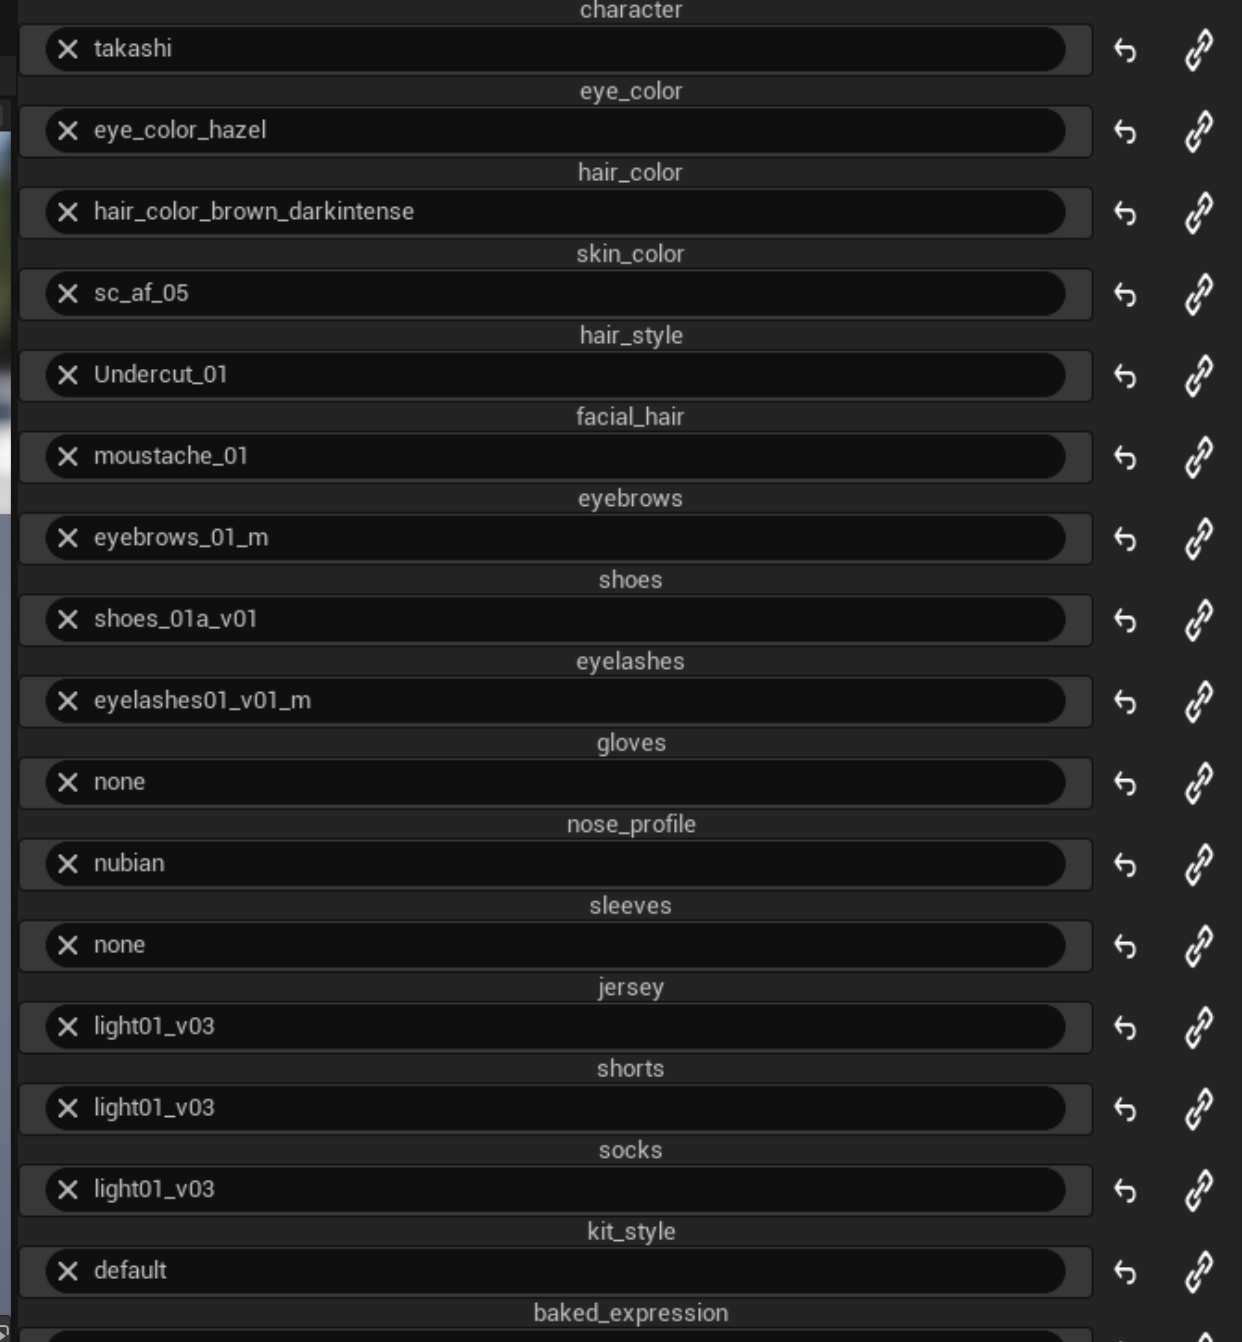 character
takashi
eye_color
eye_color_hazel
hair_color
hair_color_brown_darkintense
skin_color
sc_af_05
hair_style
Undercut_01
facial_hair
moustache_01
eyebrows
eyebrows_01_m
shoes
shoes_01a_v01
eyelashes
eyelashes01_v01_m
gloves
none
nose_profile
nubian
sleeves
none
jersey
light01_v03
shorts
light01_v03
socks
light01_v03
kit_style
default
baked_expression